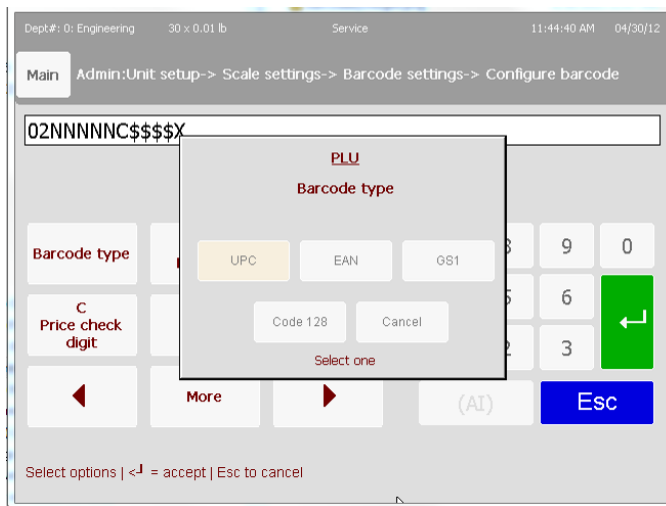 Dept#: 0: Engineering 30 x 0.01 lb Service 11:44:40 AM 04/30/12
Main Admin:Unit setup-> Scale settings-> Barcode settings-> Configure barcode
02NNNNNC$$$$X
PLU
Barcode type
Barcode type UPC EAN GS1 9 0
C
Price check
digit
6
Code 128 Cancel
3
Select one
More (AI) Esc
Select options | <┘ = accept | Esc to cancel